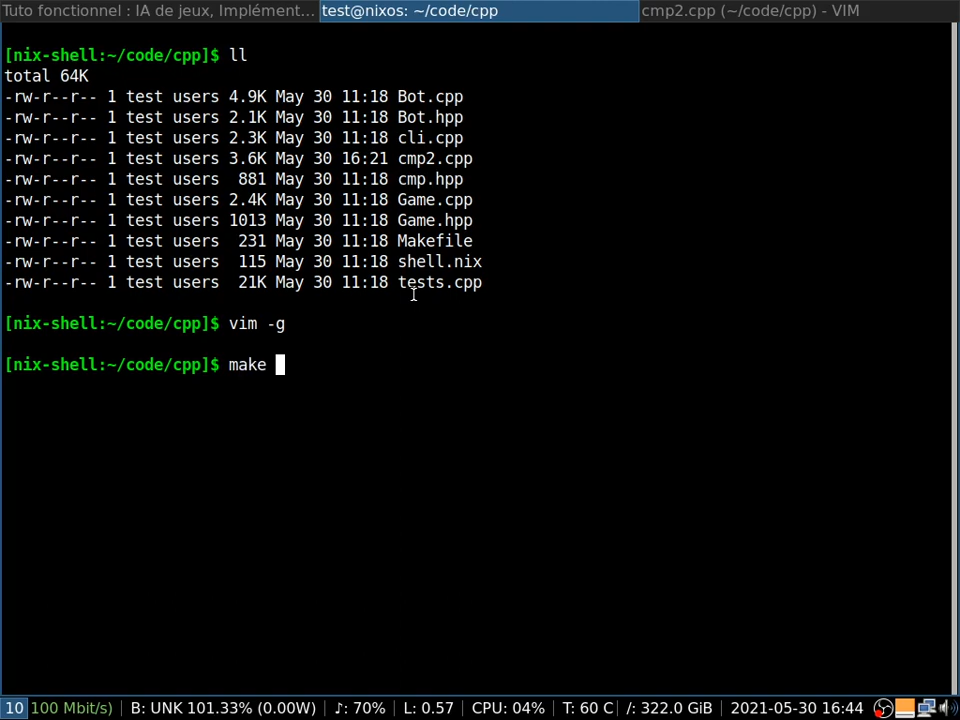 Tuto fonctionnel : IA de jeux, Implément... test@nixos: ~/code/cpp cmp2.cpp (~/code/cpp) - VIM
[nix-shell:~/code/cpp]$ ll
total 64K
-rw-r--r-- 1 test users 4.9K May 30 11:18 Bot.cpp
-rw-r--r-- 1 test users 2.1K May 30 11:18 Bot.hpp
-rw-r--r-- 1 test users 2.3K May 30 11:18 cli.cpp
-rw-r--r-- 1 test users 3.6K May 30 16:21 cmp2.cpp
-rw-r--r-- 1 test users  881 May 30 11:18 cmp.hpp
-rw-r--r-- 1 test users 2.4K May 30 11:18 Game.cpp
-rw-r--r-- 1 test users 1013 May 30 11:18 Game.hpp
-rw-r--r-- 1 test users  231 May 30 11:18 Makefile
-rw-r--r-- 1 test users  115 May 30 11:18 shell.nix
-rw-r--r-- 1 test users  21K May 30 11:18 tests.cpp
[nix-shell:~/code/cpp]$ vim -g
[nix-shell:~/code/cpp]$ make
10 100 Mbit/s) | B: UNK 101.33% (0.00W) | ♪: 70% | L: 0.57 | CPU: 04% | T: 60 C | /: 322.0 GiB | 2021-05-30 16:44